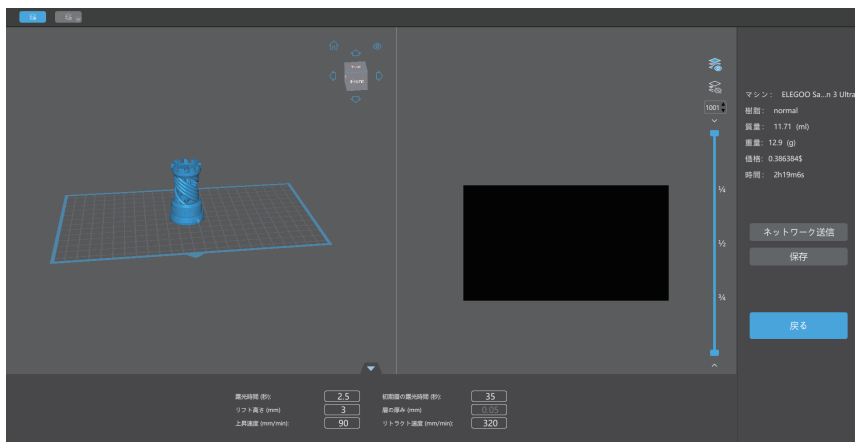 1001
¼
½
¾
マシン: ELEGOO Sa...n 3 Ultra
樹脂: normal
質量: 11.71 (ml)
重量: 12.9 (g)
価格: 0.386384$
時間: 2h19m6s
ネットワーク送信
保存
戻る
露光時間 (秒): 2.5 初期層の露光時間 (秒): 35
リフト高さ (mm) 3 層の厚み (mm) 0.05
上昇速度 (mm/min): 90 リトラクト速度 (mm/min): 320